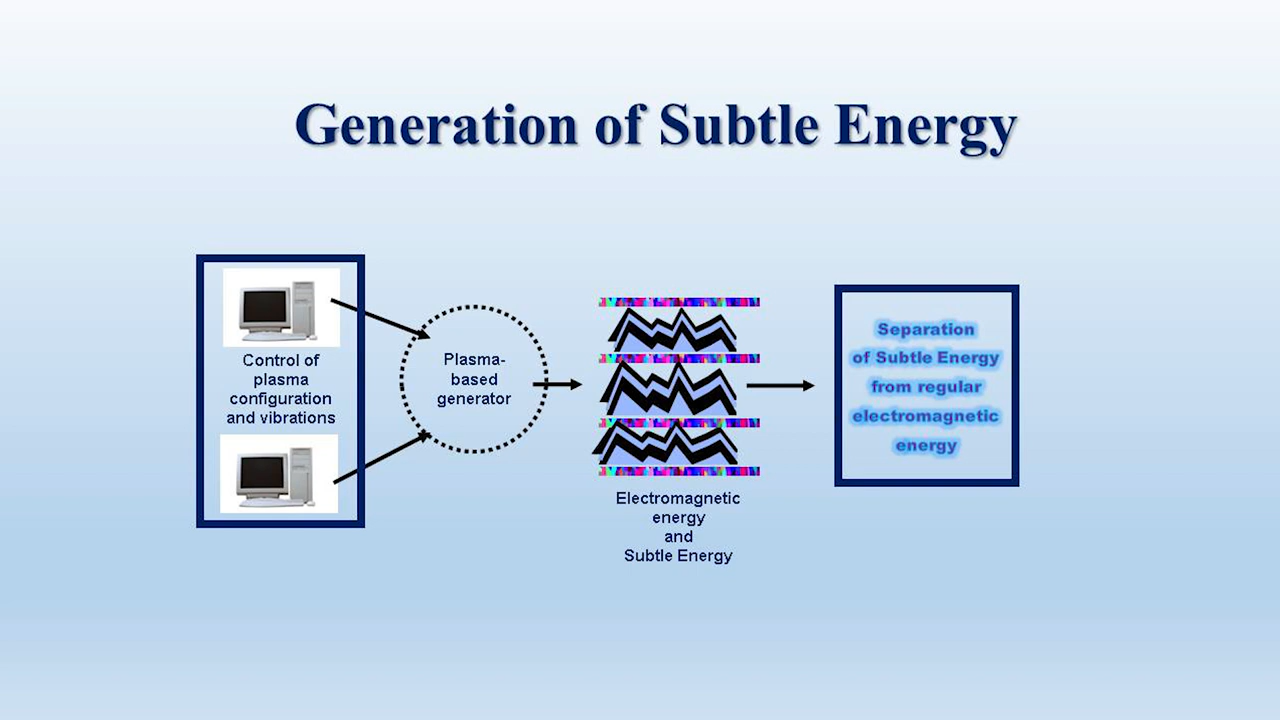 Generation of Subtle Energy
Control of
plasma
configuration
and vibrations
Plasma-
based
generator
Electromagnetic
energy
and
Subtle Energy
Separation
of Subtle Energy
from regular
electromagnetic
energy